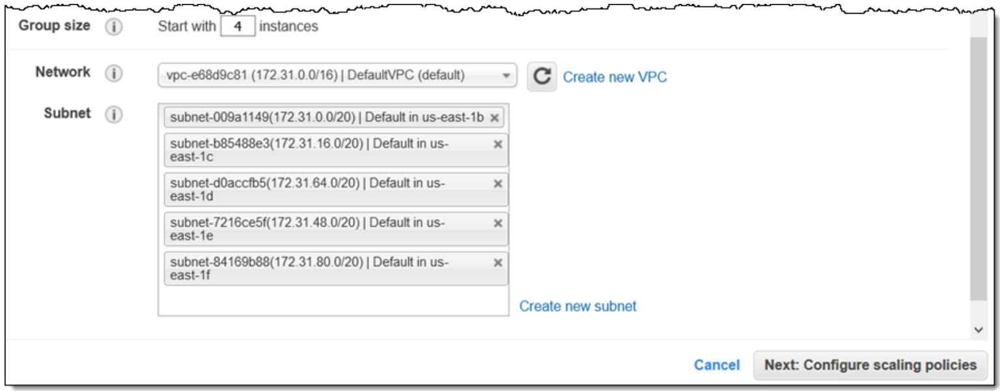 Group size i Start with 4 instances
Network i vpc-e68d9c81 (172.31.0.0/16) | DefaultVPC (default) Create new VPC
Subnet i subnet-009a1149(172.31.0.0/20) | Default in us-east-1b ×
subnet-b85488e3(172.31.16.0/20) | Default in us- ×
east-1c
subnet-d0accfb5(172.31.64.0/20) | Default in us- ×
east-1d
subnet-7216ce5f(172.31.48.0/20) | Default in us- ×
east-1e
subnet-84169b88(172.31.80.0/20) | Default in us- ×
east-1f
Create new subnet
Cancel Next: Configure scaling policies